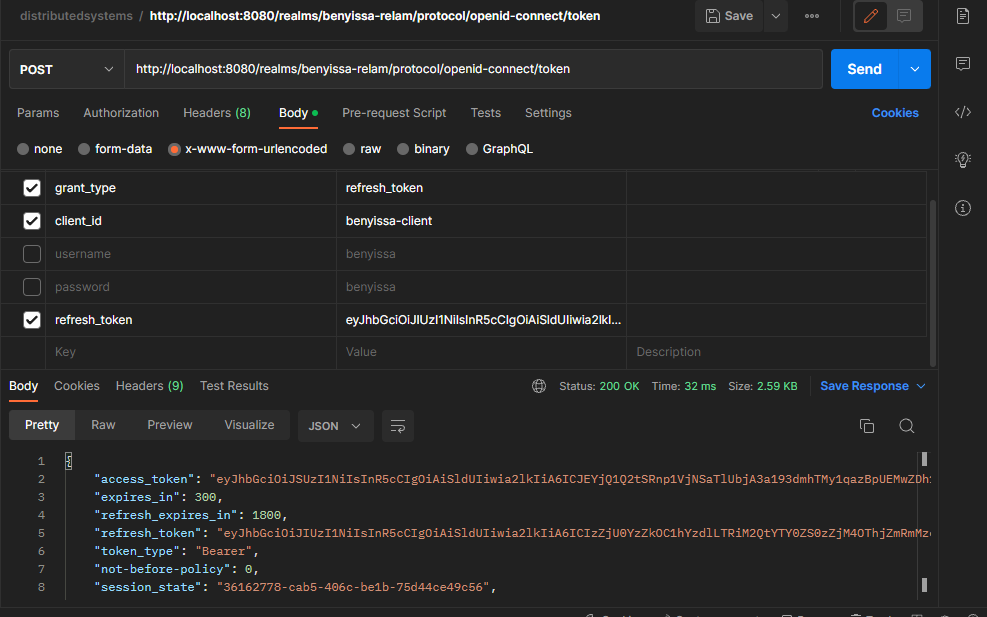 distributedsystems / http://localhost:8080/realms/benyissa-relam/protocol/openid-connect/token Save
POST http://localhost:8080/realms/benyissa-relam/protocol/openid-connect/token Send
Params Authorization Headers (8) Body Pre-request Script Tests Settings Cookies
none form-data x-www-form-urlencoded raw binary GraphQL
grant_type refresh_token
client_id benyissa-client
username benyissa
password benyissa
refresh_token eyJhbGciOiJIUzI1NiIsInR5cCIgOiAiSldUIiwia2lkI...
Key Value Description
Body Cookies Headers (9) Test Results Status: 200 OK Time: 32 ms Size: 2.59 KB Save Response
Pretty Raw Preview Visualize JSON
1 {
2 "access_token": "eyJhbGciOiJSUzI1NiIsInR5cCIgOiAiSldUIiwia2lkIiA6ICJEYjQ1Q2tSRnp1VjNSaTlUbjA3a193dmhTMy1qazBpUEMwZDh
3 "expires_in": 300,
4 "refresh_expires_in": 1800,
5 "refresh_token": "eyJhbGciOiJIUzI1NiIsInR5cCIgOiAiSldUIiwia2lkIiA6ICIzZjU0YzZkOC1hYzdlLTRiM2QtYTY0ZS0zZjM4OThjZmRmMz
6 "token_type": "Bearer",
7 "not-before-policy": 0,
8 "session_state": "36162778-cab5-406c-be1b-75d44ce49c56",